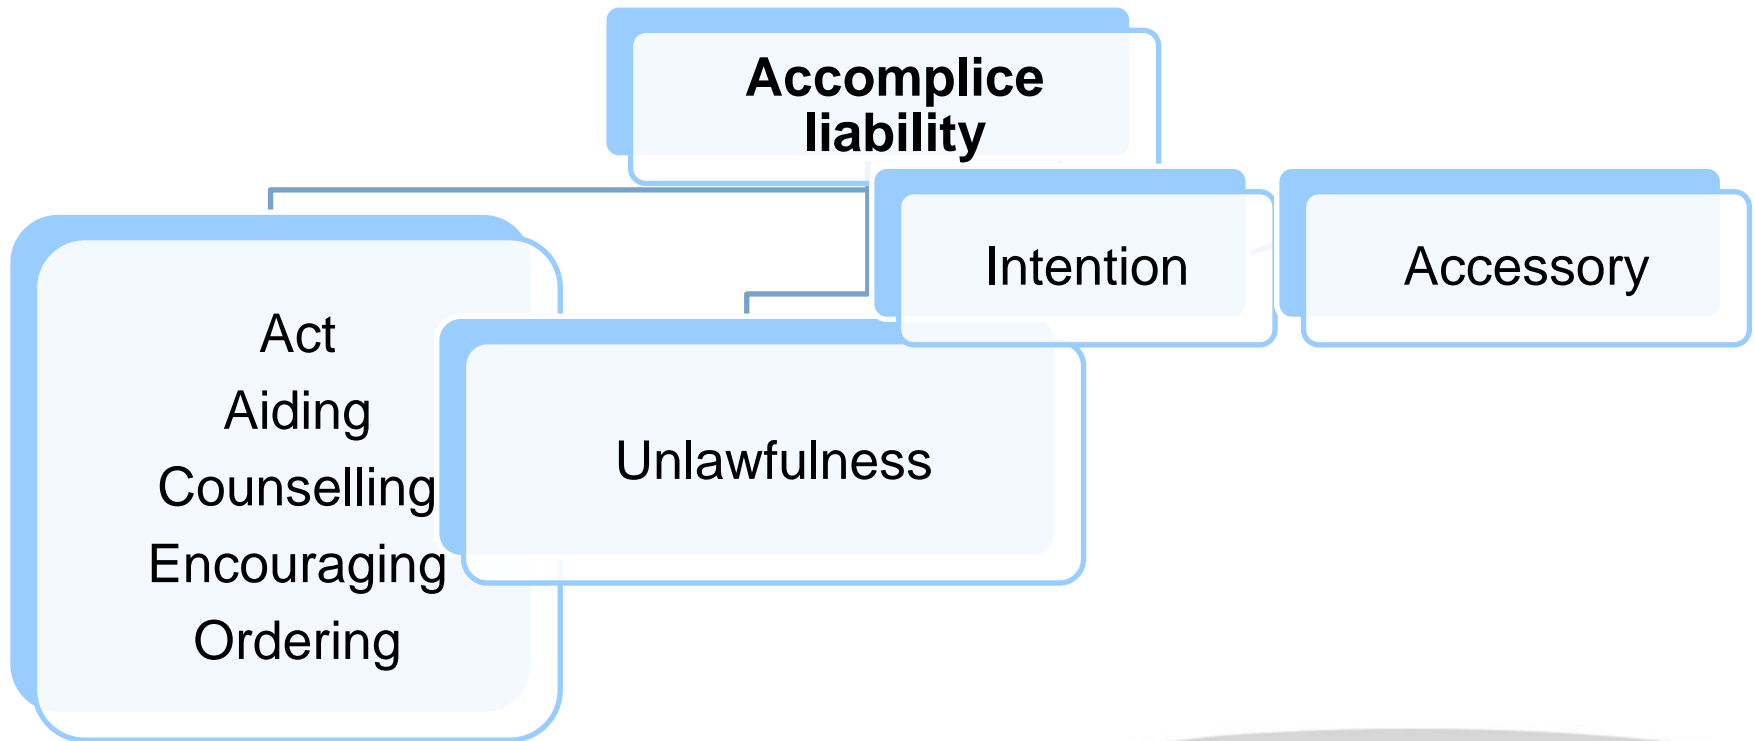 Accomplice
liability
Intention
Accessory
Act
Aiding
Counselling
Encouraging
Ordering
Unlawfulness